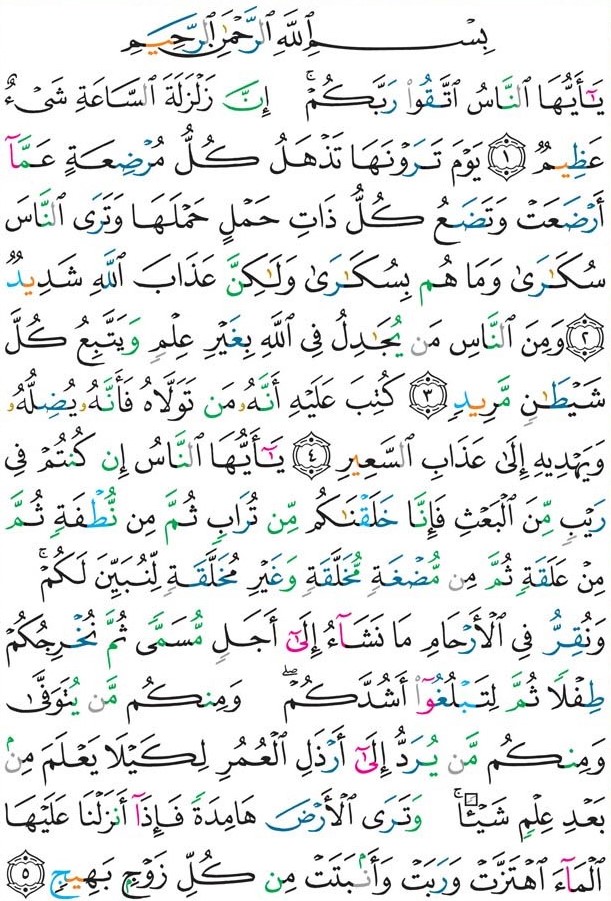 بِسْمِ ٱللَّهِ ٱلرَّحْمَٰنِ ٱلرَّحِيمِ
يَـٰٓأَيُّهَا ٱلنَّاسُ ٱتَّقُوا۟ رَبَّكُمْ ۚ إِنَّ زَلْزَلَةَ ٱلسَّاعَةِ شَىْءٌ
عَظِيمٌ ١ يَوْمَ تَرَوْنَهَا تَذْهَلُ كُلُّ مُرْضِعَةٍ عَمَّآ
أَرْضَعَتْ وَتَضَعُ كُلُّ ذَاتِ حَمْلٍ حَمْلَهَا وَتَرَى ٱلنَّاسَ
سُكَـٰرَىٰ وَمَا هُم بِسُكَـٰرَىٰ وَلَـٰكِنَّ عَذَابَ ٱللَّهِ شَدِيدٌ
٢ وَمِنَ ٱلنَّاسِ مَن يُجَـٰدِلُ فِى ٱللَّهِ بِغَيْرِ عِلْمٍ وَيَتَّبِعُ كُلَّ
شَيْطَـٰنٍ مَّرِيدٍ ٣ كُتِبَ عَلَيْهِ أَنَّهُۥ مَن تَوَلَّاهُ فَأَنَّهُۥ يُضِلُّهُۥ
وَيَهْدِيهِ إِلَىٰ عَذَابِ ٱلسَّعِيرِ ٤ يَـٰٓأَيُّهَا ٱلنَّاسُ إِن كُنتُمْ فِى
رَيْبٍ مِّنَ ٱلْبَعْثِ فَإِنَّا خَلَقْنَـٰكُم مِّن تُرَابٍ ثُمَّ مِن نُّطْفَةٍ ثُمَّ
مِنْ عَلَقَةٍ ثُمَّ مِن مُّضْغَةٍ مُّخَلَّقَةٍ وَغَيْرِ مُخَلَّقَةٍ لِّنُبَيِّنَ لَكُمْ ۚ
وَنُقِرُّ فِى ٱلْأَرْحَامِ مَا نَشَآءُ إِلَىٰٓ أَجَلٍ مُّسَمًّى ثُمَّ نُخْرِجُكُمْ
طِفْلًا ثُمَّ لِتَبْلُغُوٓا۟ أَشُدَّكُمْ ۖ وَمِنكُم مَّن يُتَوَفَّىٰ
وَمِنكُم مَّن يُرَدُّ إِلَىٰٓ أَرْذَلِ ٱلْعُمُرِ لِكَيْلَا يَعْلَمَ مِنۢ
بَعْدِ عِلْمٍ شَيْـًٔا ۚ وَتَرَى ٱلْأَرْضَ هَامِدَةً فَإِذَآ أَنزَلْنَا عَلَيْهَا
ٱلْمَآءَ ٱهْتَزَّتْ وَرَبَتْ وَأَنۢبَتَتْ مِن كُلِّ زَوْجٍۭ بَهِيجٍ ٥